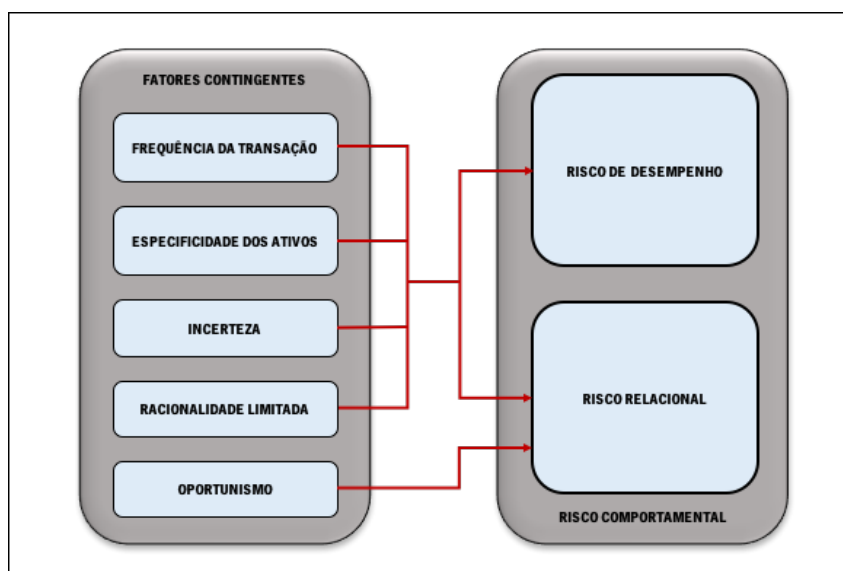 FATORES CONTINGENTES
FREQUÊNCIA DA TRANSAÇÃO
ESPECIFICIDADE DOS ATIVOS
INCERTEZA
RACIONALIDADE LIMITADA
OPORTUNISMO
RISCO DE DESEMPENHO
RISCO RELACIONAL
RISCO COMPORTAMENTAL